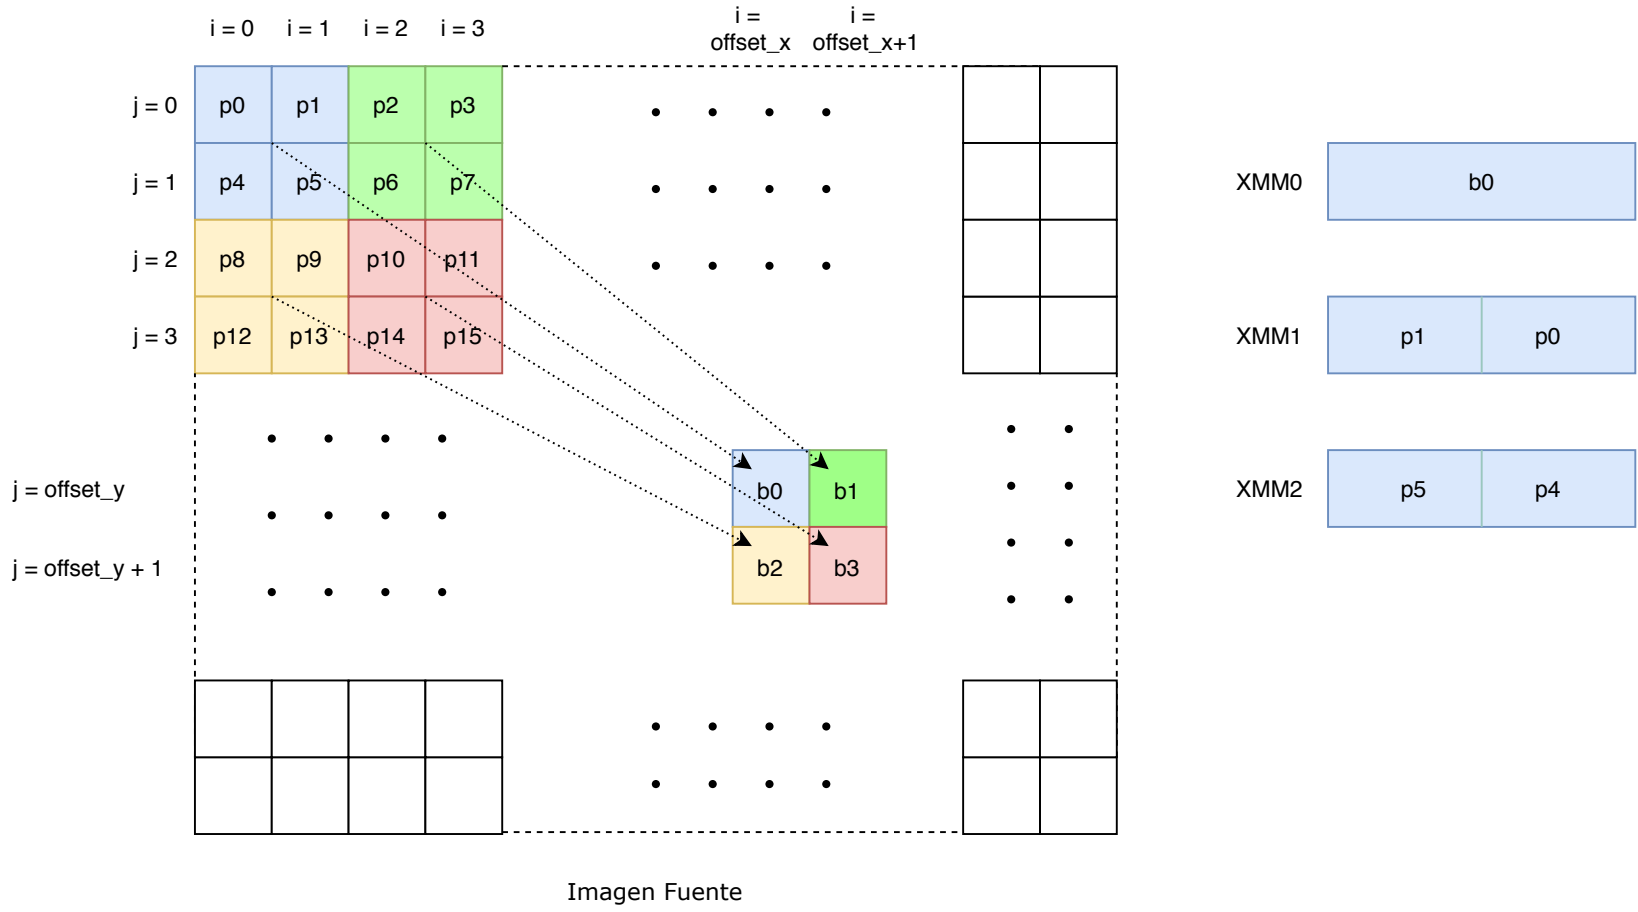 i = 0 i = 1 i = 2 i = 3
i =
offset_x
i =
offset_x+1
j = 0 p0 p1 p2 p3
j = 1 p4 p5 p6 p7
j = 2 p8 p9 p10 p11
j = 3 p12 p13 p14 p15
j = offset_y b0 b1
j = offset_y + 1 b2 b3
XMM0 b0
XMM1 p1 p0
XMM2 p5 p4
Imagen Fuente